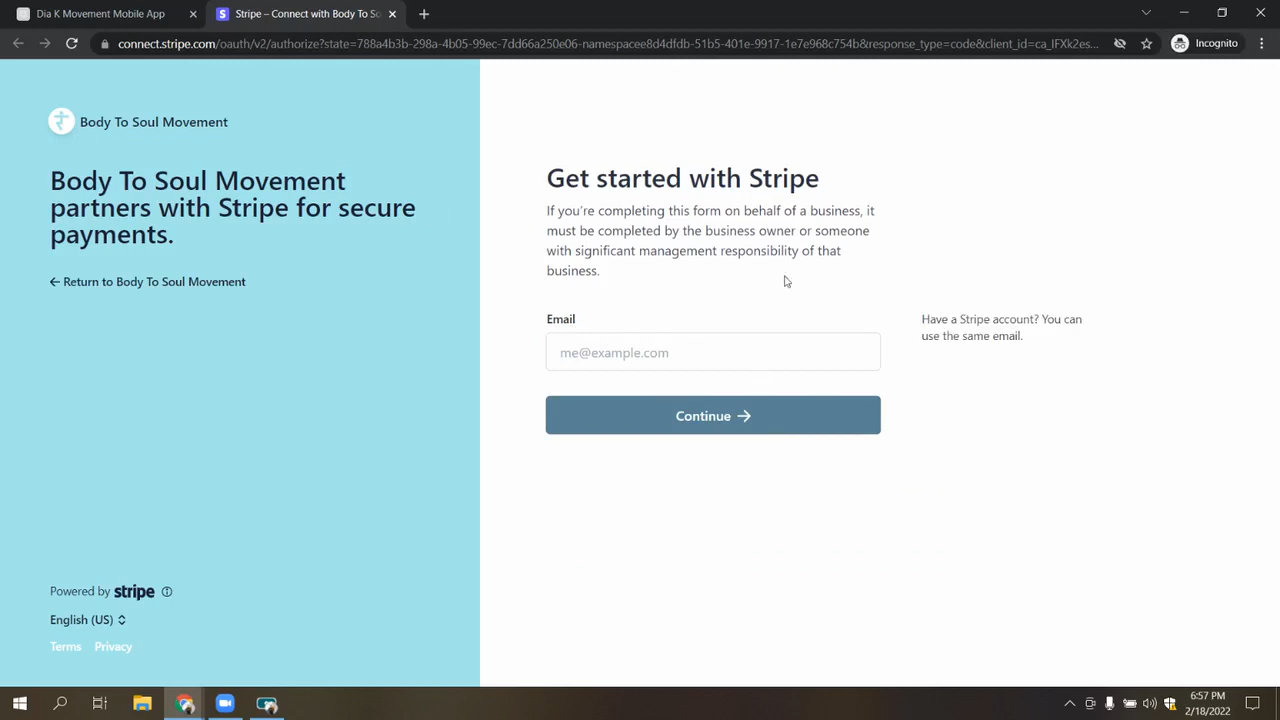 Dia K Movement Mobile App
Stripe – Connect with Body To So
connect.stripe.com/oauth/v2/authorize?state=788a4b3b-298a-4b05-99ec-7dd66a250e06-namespacee8d4dfdb-51b5-401e-9917-1e7e968c754b&response_type=code&client_id=ca_IFXk2es...
Incognito
Body To Soul Movement
Body To Soul Movement
partners with Stripe for secure
payments.
← Return to Body To Soul Movement
Powered by stripe
English (US)
Terms Privacy
Get started with Stripe
If you're completing this form on behalf of a business, it
must be completed by the business owner or someone
with significant management responsibility of that
business.
Email
me@example.com
Have a Stripe account? You can
use the same email.
Continue →
6:57 PM
2/18/2022